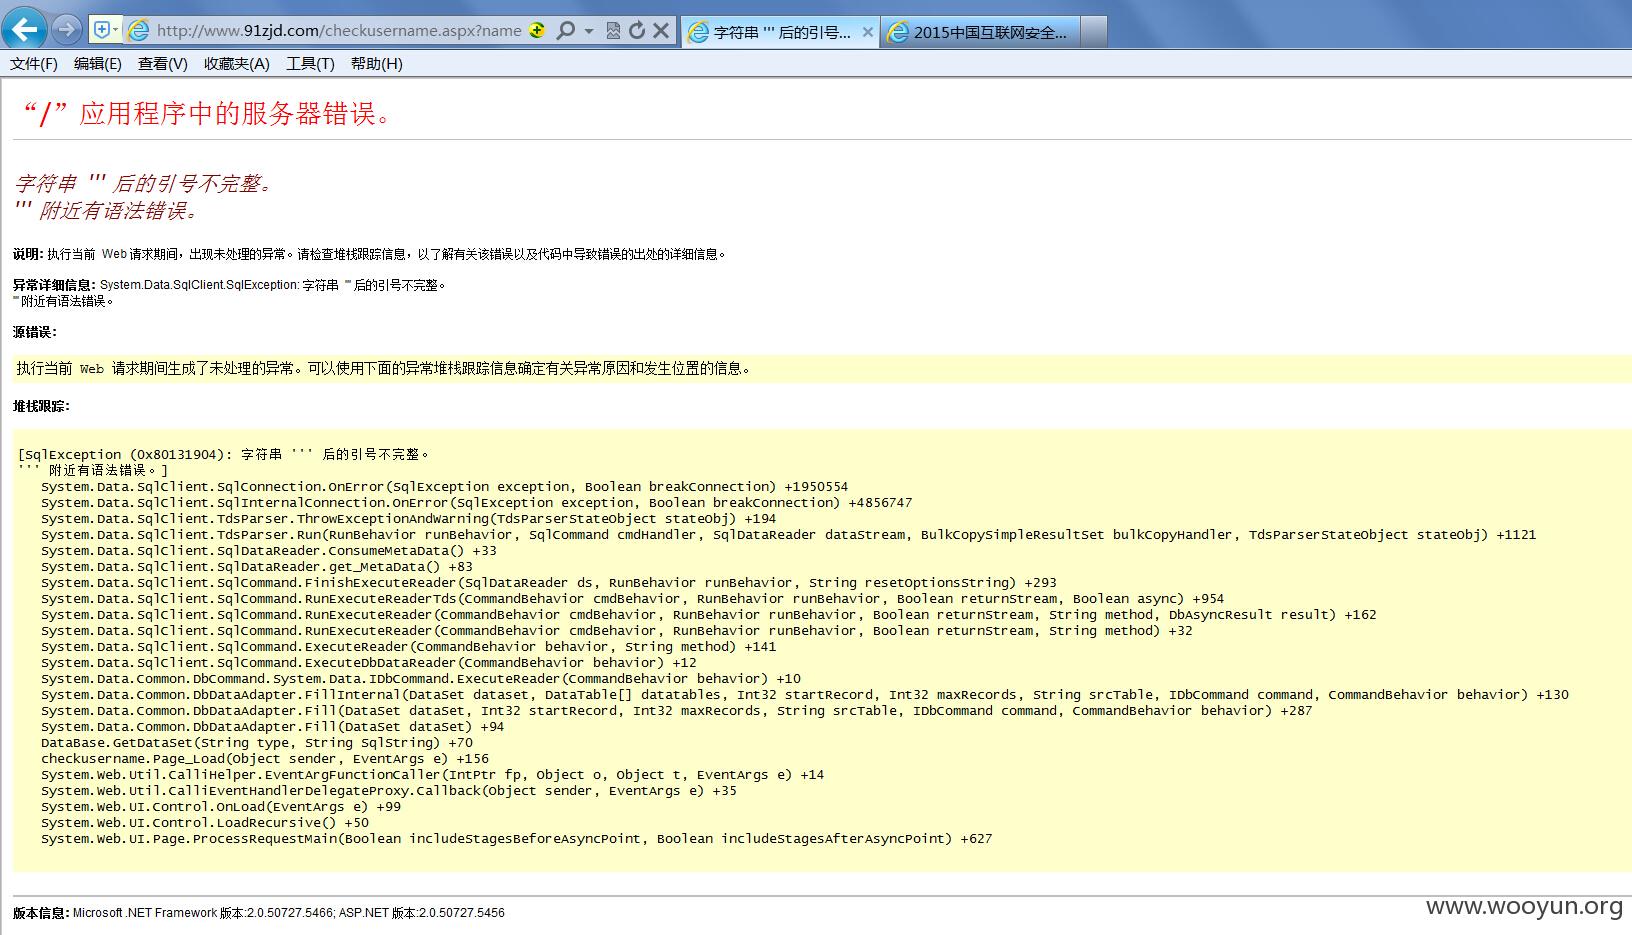 http://www.91zjd.com/checkusername.aspx?name
字符串 ''' 后的引号...
2015中国互联网安全...
文件(F) 编辑(E) 查看(V) 收藏夹(A) 工具(T) 帮助(H)
“/”应用程序中的服务器错误。
字符串 ''' 后的引号不完整。
''' 附近有语法错误。
说明: 执行当前 Web 请求期间，出现未处理的异常。请检查堆栈跟踪信息，以了解有关该错误以及代码中导致错误的出处的详细信息。
异常详细信息: System.Data.SqlClient.SqlException: 字符串 ''' 后的引号不完整。
''' 附近有语法错误。
源错误:
执行当前 Web 请求期间生成了未处理的异常。可以使用下面的异常堆栈跟踪信息确定有关异常原因和发生位置的信息。
堆栈跟踪:
[SqlException (0x80131904): 字符串 ''' 后的引号不完整。
''' 附近有语法错误。]
System.Data.SqlClient.SqlConnection.OnError(SqlException exception, Boolean breakConnection) +1950554
System.Data.SqlClient.SqlInternalConnection.OnError(SqlException exception, Boolean breakConnection) +4856747
System.Data.SqlClient.TdsParser.ThrowExceptionAndWarning(TdsParserStateObject stateObj) +194
System.Data.SqlClient.TdsParser.Run(RunBehavior runBehavior, SqlCommand cmdHandler, SqlDataReader dataStream, BulkCopySimpleResultSet bulkCopyHandler, TdsParserStateObject stateObj) +1121
System.Data.SqlClient.SqlDataReader.ConsumeMetaData() +33
System.Data.SqlClient.SqlDataReader.get_MetaData() +83
System.Data.SqlClient.SqlCommand.FinishExecuteReader(SqlDataReader ds, RunBehavior runBehavior, String resetOptionsString) +293
System.Data.SqlClient.SqlCommand.RunExecuteReaderTds(CommandBehavior cmdBehavior, RunBehavior runBehavior, Boolean returnStream, Boolean async) +954
System.Data.SqlClient.SqlCommand.RunExecuteReader(CommandBehavior cmdBehavior, RunBehavior runBehavior, Boolean returnStream, String method, DbAsyncResult result) +162
System.Data.SqlClient.SqlCommand.RunExecuteReader(CommandBehavior cmdBehavior, RunBehavior runBehavior, Boolean returnStream, String method) +32
System.Data.SqlClient.SqlCommand.ExecuteReader(CommandBehavior behavior, String method) +141
System.Data.SqlClient.SqlCommand.ExecuteDbDataReader(CommandBehavior behavior) +12
System.Data.Common.DbCommand.System.Data.IDbCommand.ExecuteReader(CommandBehavior behavior) +10
System.Data.Common.DbDataAdapter.FillInternal(DataSet dataset, DataTable[] datatables, Int32 startRecord, Int32 maxRecords, String srcTable, IDbCommand command, CommandBehavior behavior) +130
System.Data.Common.DbDataAdapter.Fill(DataSet dataSet, Int32 startRecord, Int32 maxRecords, String srcTable, IDbCommand command, CommandBehavior behavior) +287
System.Data.Common.DbDataAdapter.Fill(DataSet dataSet) +94
DataBase.GetDataSet(String type, String SqlString) +70
checkusername.Page_Load(Object sender, EventArgs e) +156
System.Web.Util.CalliHelper.EventArgFunctionCaller(IntPtr fp, Object o, Object t, EventArgs e) +14
System.Web.Util.CalliEventHandlerDelegateProxy.Callback(Object sender, EventArgs e) +35
System.Web.UI.Control.OnLoad(EventArgs e) +99
System.Web.UI.Control.LoadRecursive() +50
System.Web.UI.Page.ProcessRequestMain(Boolean includeStagesBeforeAsyncPoint, Boolean includeStagesAfterAsyncPoint) +627
版本信息: Microsoft .NET Framework 版本:2.0.50727.5466; ASP.NET 版本:2.0.50727.5456
www.wooyun.org